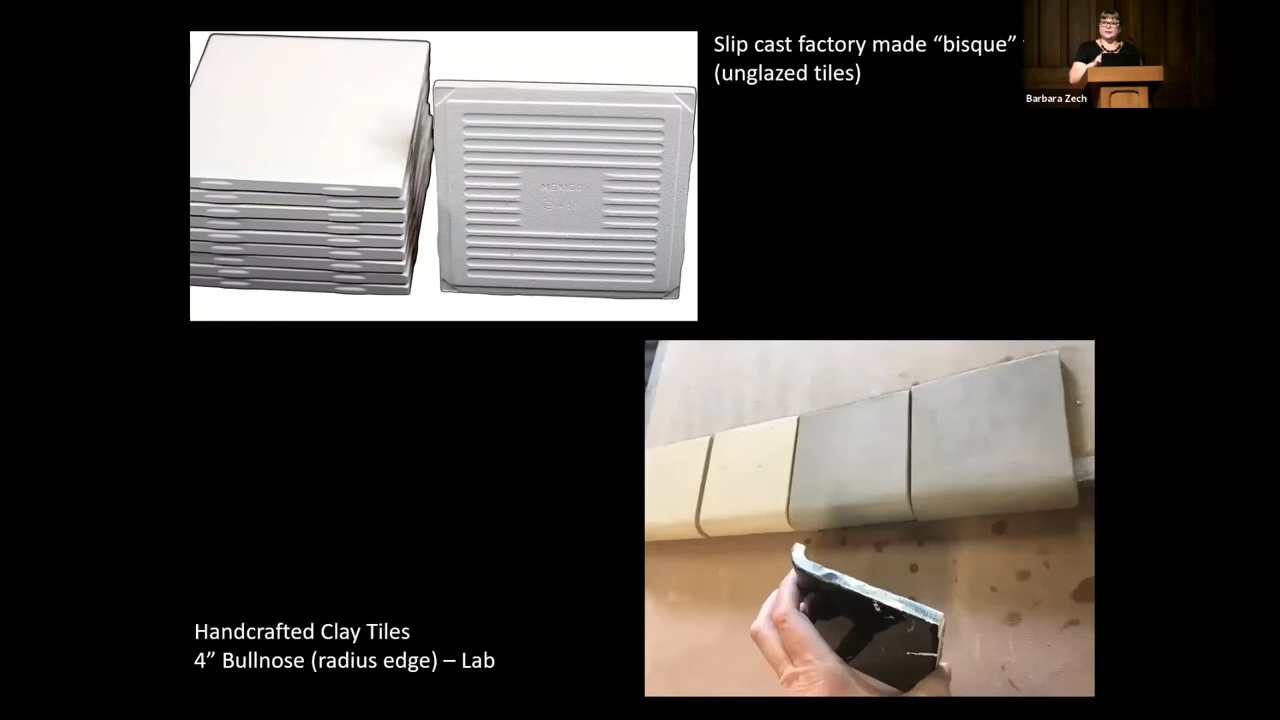 Slip cast factory made “bisque”
(unglazed tiles)
Barbara Zech
MEXICO
Handcrafted Clay Tiles
4” Bullnose (radius edge) – Lab